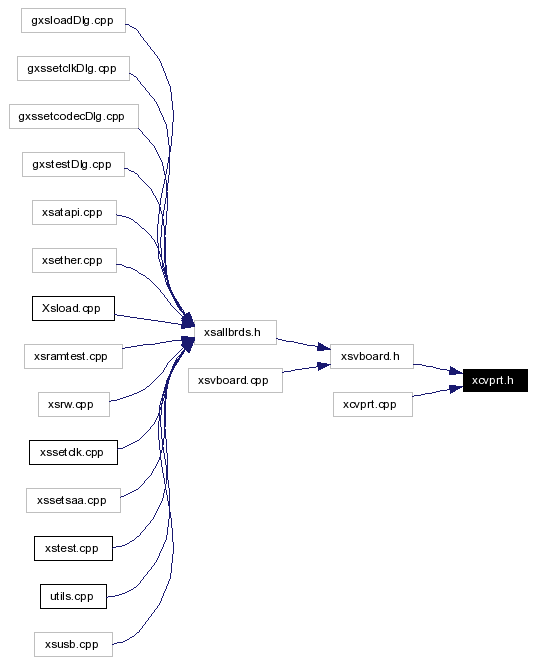 gxsloadDlg.cpp
gxssetclkDlg.cpp
gxssetcodecDlg.cpp
gxstestDlg.cpp
xsatapi.cpp
xsether.cpp
Xsload.cpp
xsallbrds.h
xsramtest.cpp
xsvboard.h
xsvboard.cpp
xcvprt.h
xsrw.cpp
xcvprt.cpp
xssetclk.cpp
xssetsaa.cpp
xstest.cpp
utils.cpp
xsusb.cpp